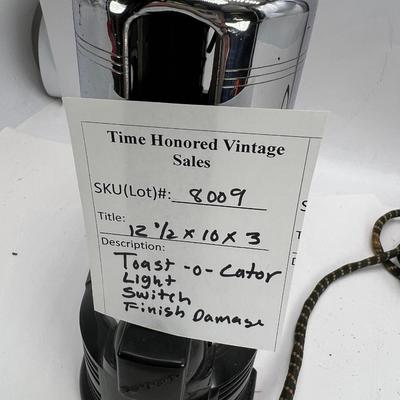 Time Honored Vintage
Sales
SKU(Lot)#: 8009
Title:
12 1/2 x 10 x 3
Description:
Toast-o-Lator
Light
Switch
Finish Damage